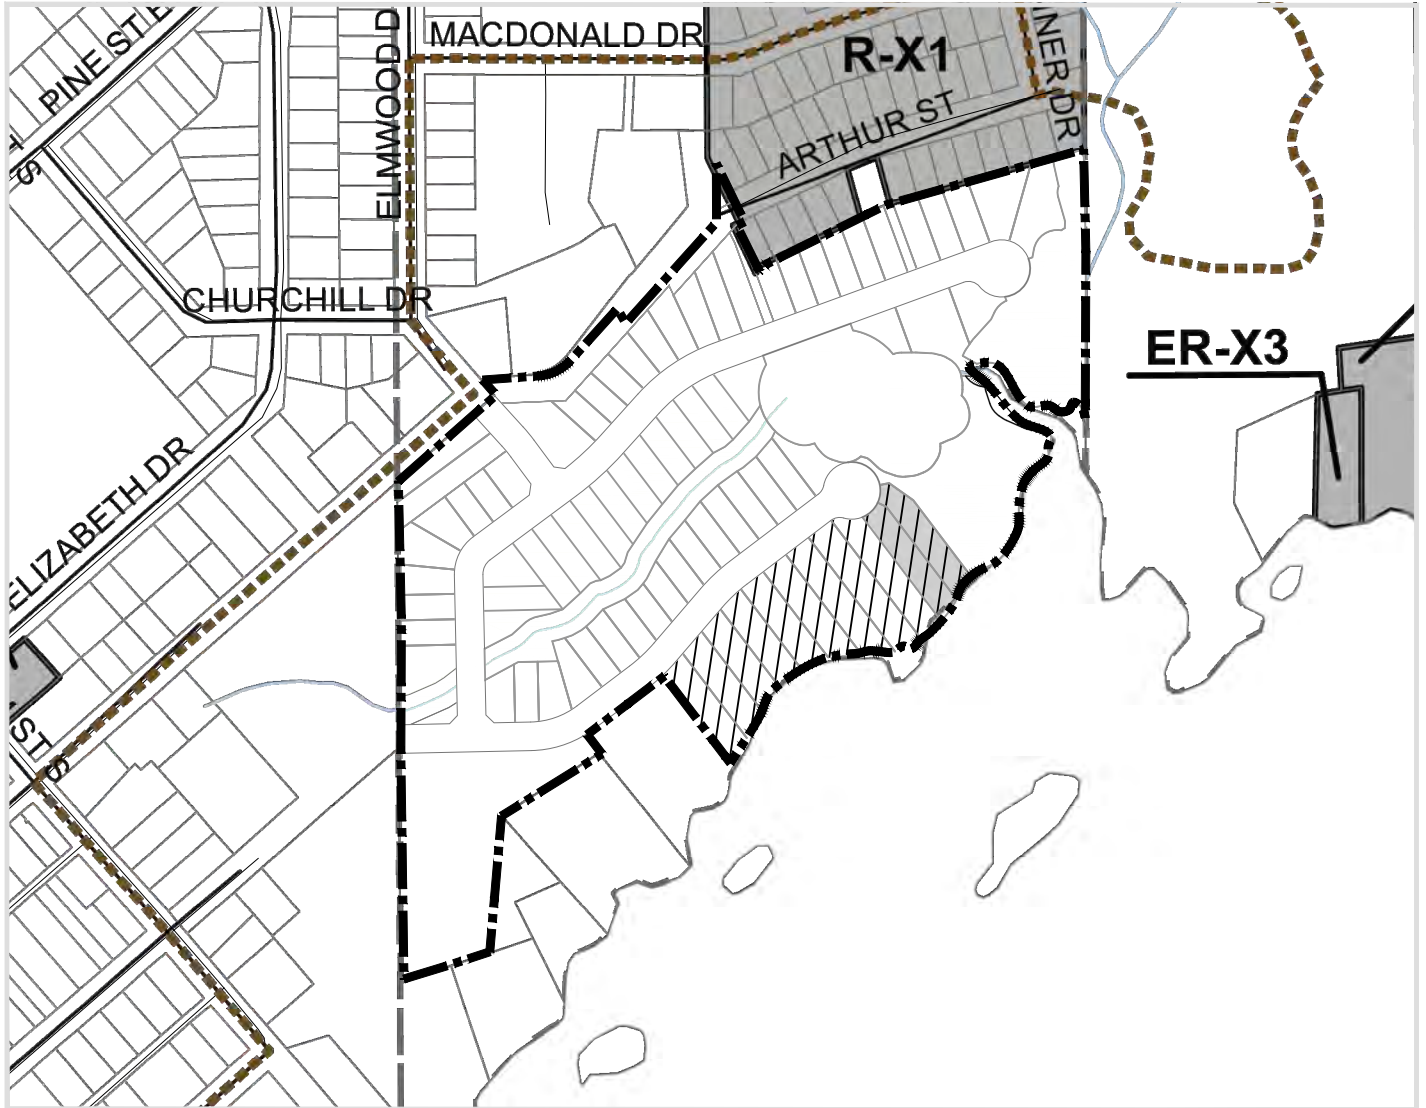 MACDONALD DR
PINE ST E
ELMWOOD D
R-X1
NER DR
ARTHUR ST
S
CHURCHILL DR
ER-X3
ELIZABETH DR
ST S